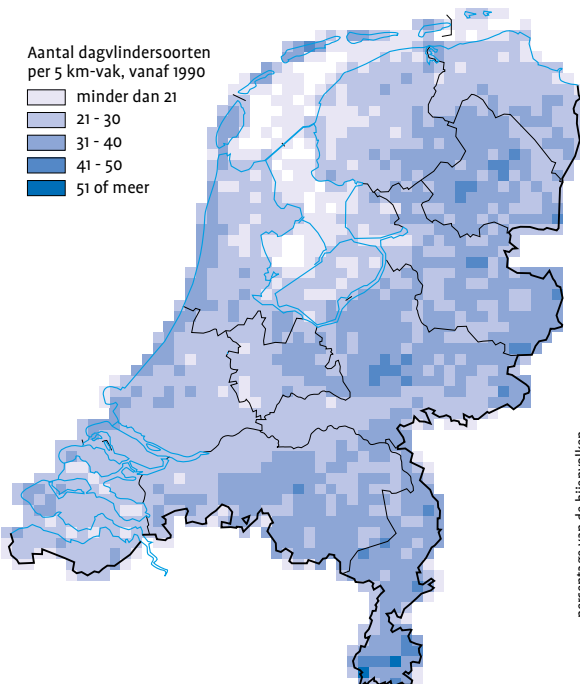 Aantal dagvlindersoorten
per 5 km-vak, vanaf 1990
minder dan 21
21 - 30
31 - 40
41 - 50
51 of meer